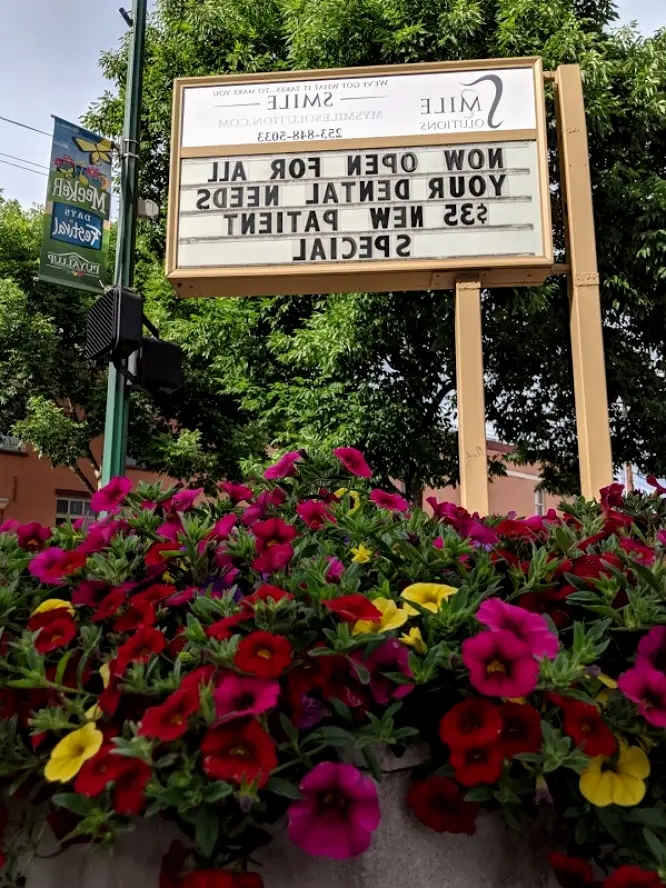 WE'VE GOT WHAT IT TAKES...TO MAKE YOU
SMILE
MYSMILESOLUTION.COM
253-848-5033
SMILE
SOLUTIONS
NOW OPEN FOR ALL
YOUR DENTAL NEEDS
$35 NEW PATIENT
SPECIAL
Meeker
DAYS
Festival
PUYALLUP